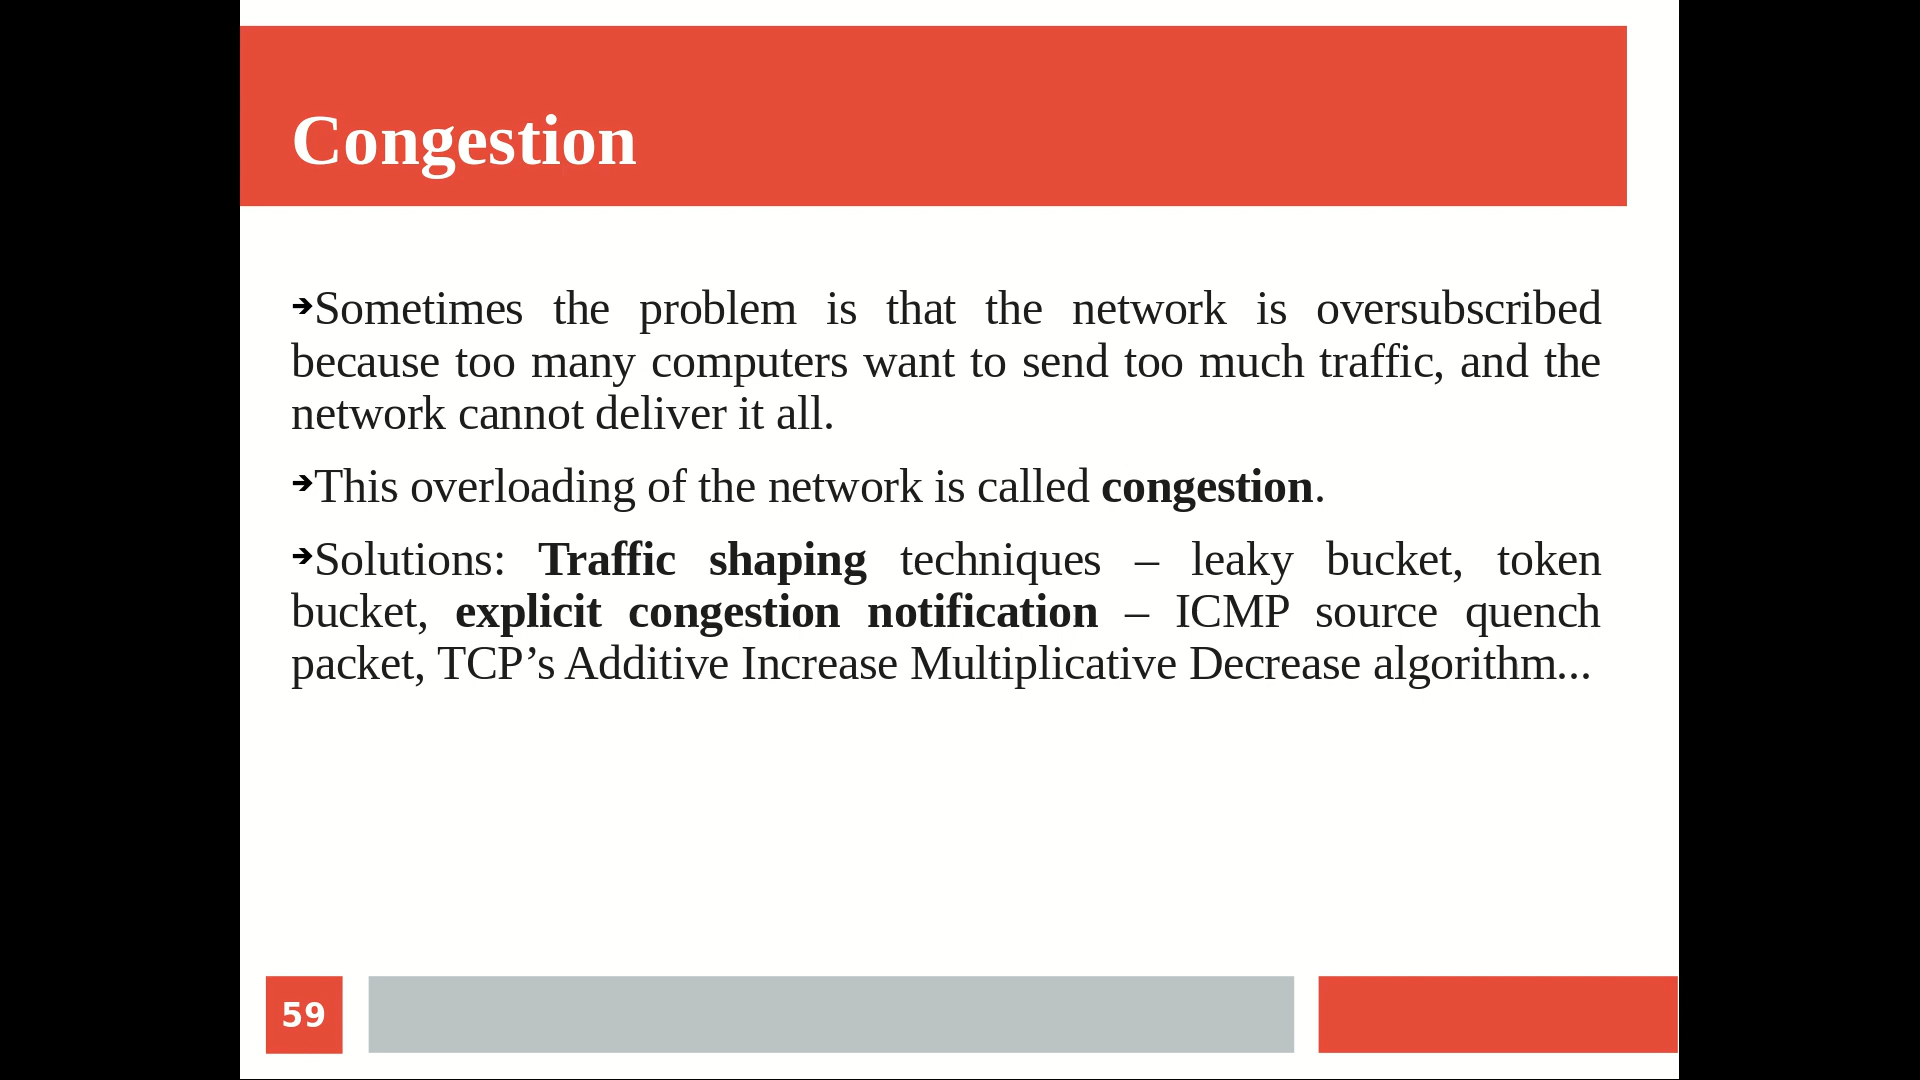 Congestion
➔Sometimes the problem is that the network is oversubscribed
because too many computers want to send too much traffic, and the
network cannot deliver it all.
➔This overloading of the network is called congestion.
➔Solutions: Traffic shaping techniques – leaky bucket, token
bucket, explicit congestion notification – ICMP source quench
packet, TCP’s Additive Increase Multiplicative Decrease algorithm...
59